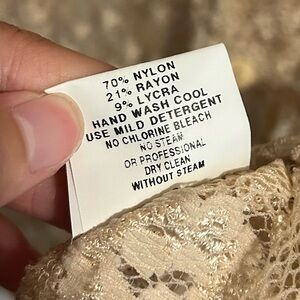 70% NYLON
21% RAYON
9% LYCRA
HAND WASH COOL
USE MILD DETERGENT
NO CHLORINE BLEACH
NO STEAM
OR PROFESSIONAL
DRY CLEAN
WITHOUT STEAM